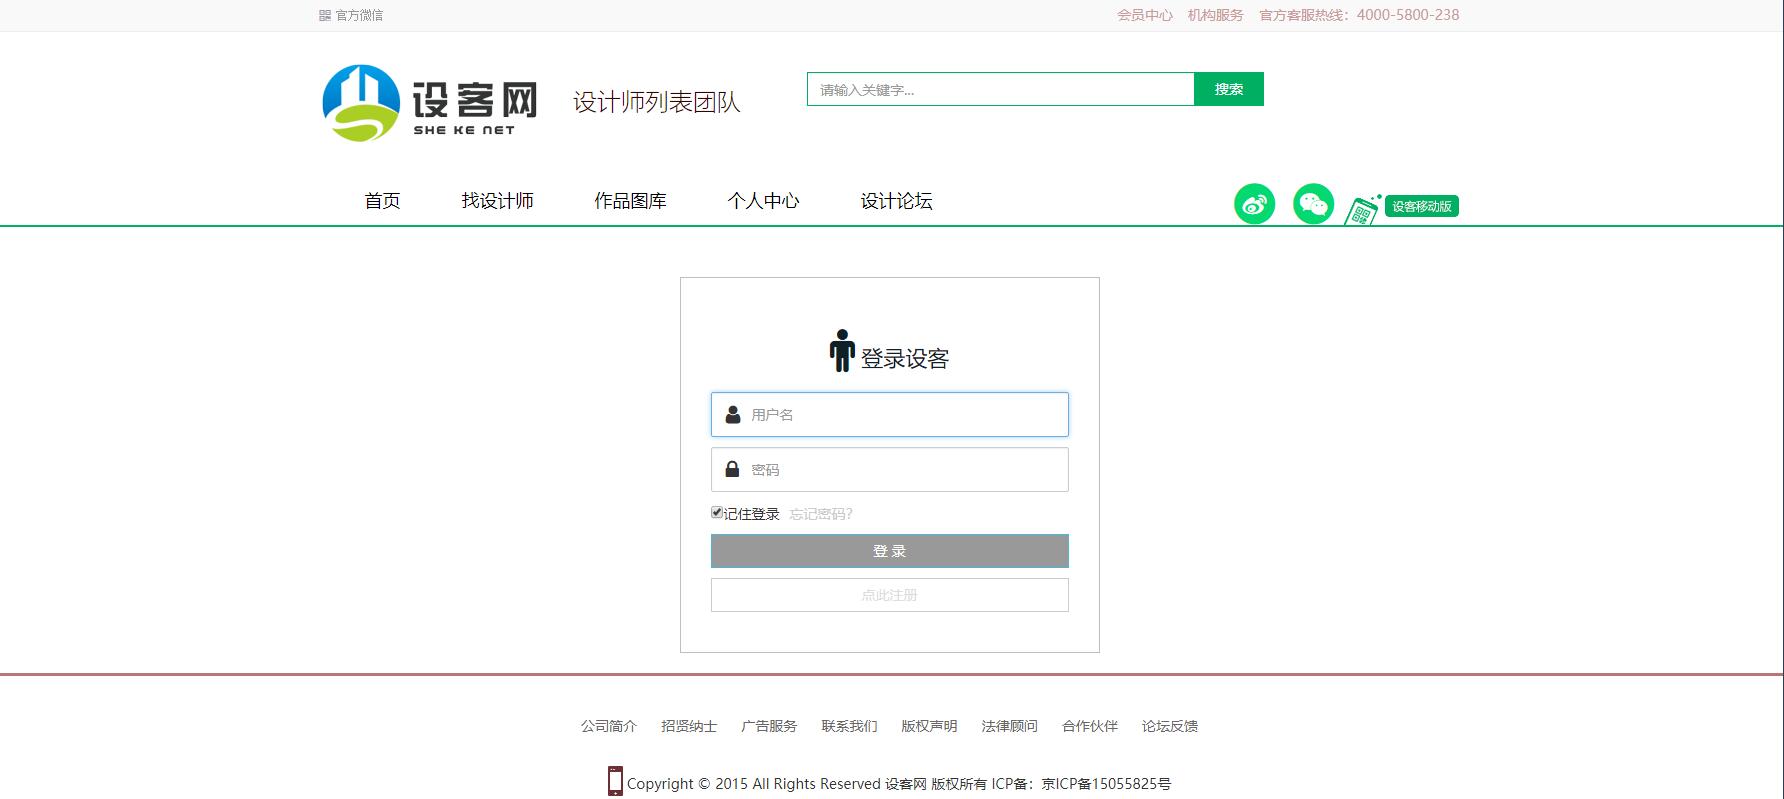 官方微信
会员中心 机构服务 官方客服热线：4000-5800-238
设客网
SHE KE NET
设计师列表团队
请输入关键字...
搜索
首页 找设计师 作品图库 个人中心 设计论坛
设客移动版
登录设客
用户名
密码
记住登录 忘记密码?
登 录
点此注册
公司简介 招贤纳士 广告服务 联系我们 版权声明 法律顾问 合作伙伴 论坛反馈
Copyright © 2015 All Rights Reserved 设客网 版权所有 ICP备：京ICP备15055825号